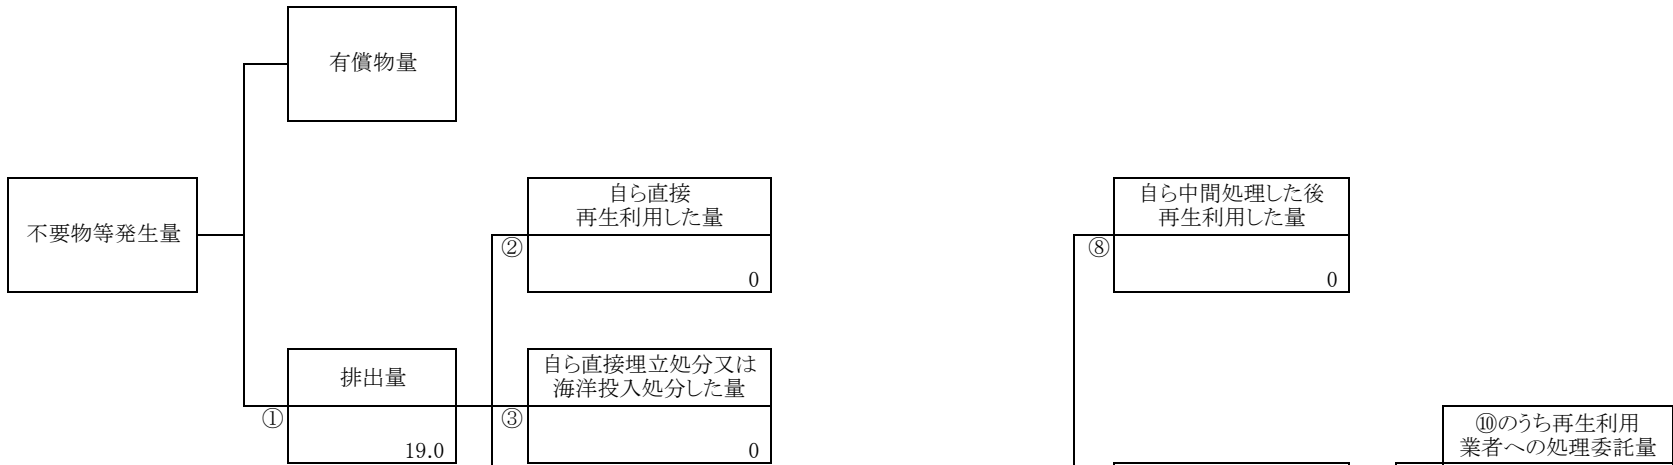 有償物量
不要物等発生量
自ら直接
再生利用した量
②
0
自ら中間処理した後
再生利用した量
⑧
0
排出量
①
19.0
自ら直接埋立処分又は
海洋投入処分した量
③
0
⑩のうち再生利用
業者への処理委託量